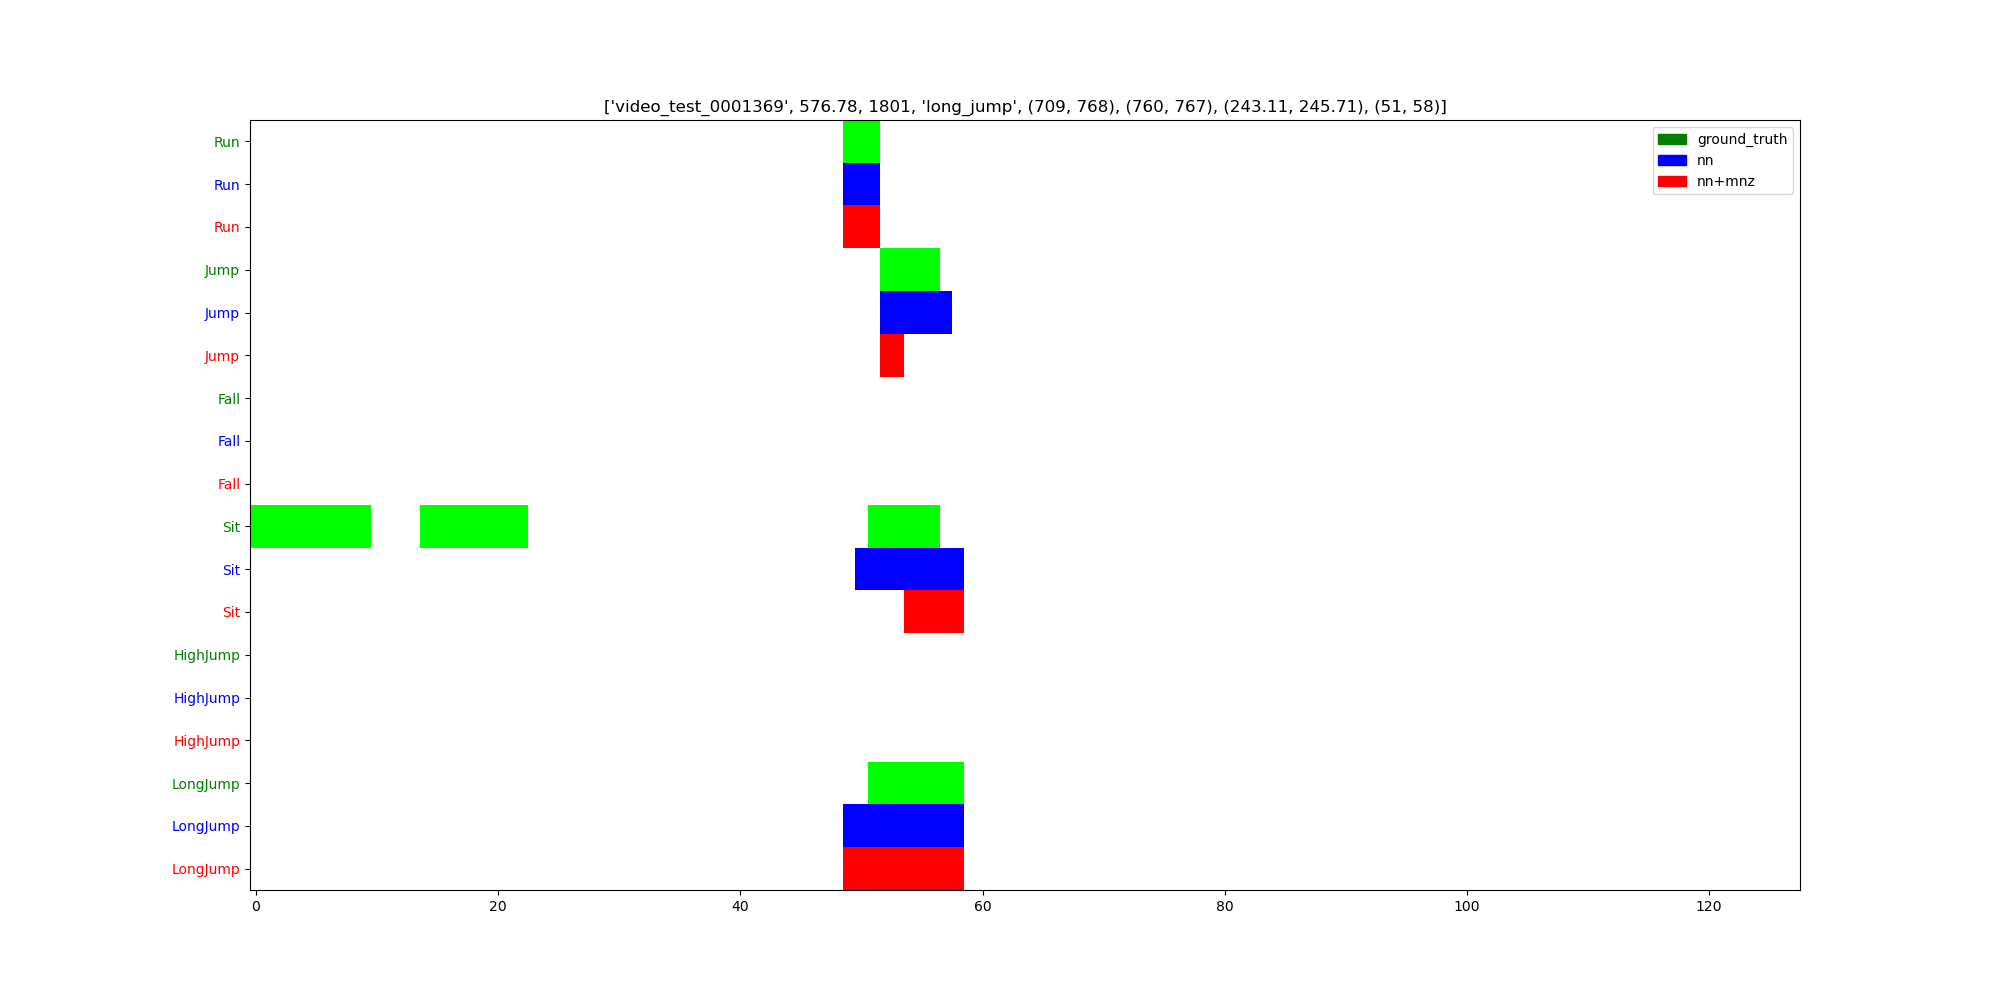 ['video_test_0001369', 576.78, 1801, 'long_jump', (709, 768), (760, 767), (243.11, 245.71), (51, 58)]
ground_truth
nn
nn+mnz
Run
Run
Run
Jump
Jump
Jump
Fall
Fall
Fall
Sit
Sit
Sit
HighJump
HighJump
HighJump
LongJump
LongJump
LongJump
0 20 40 60 80 100 120